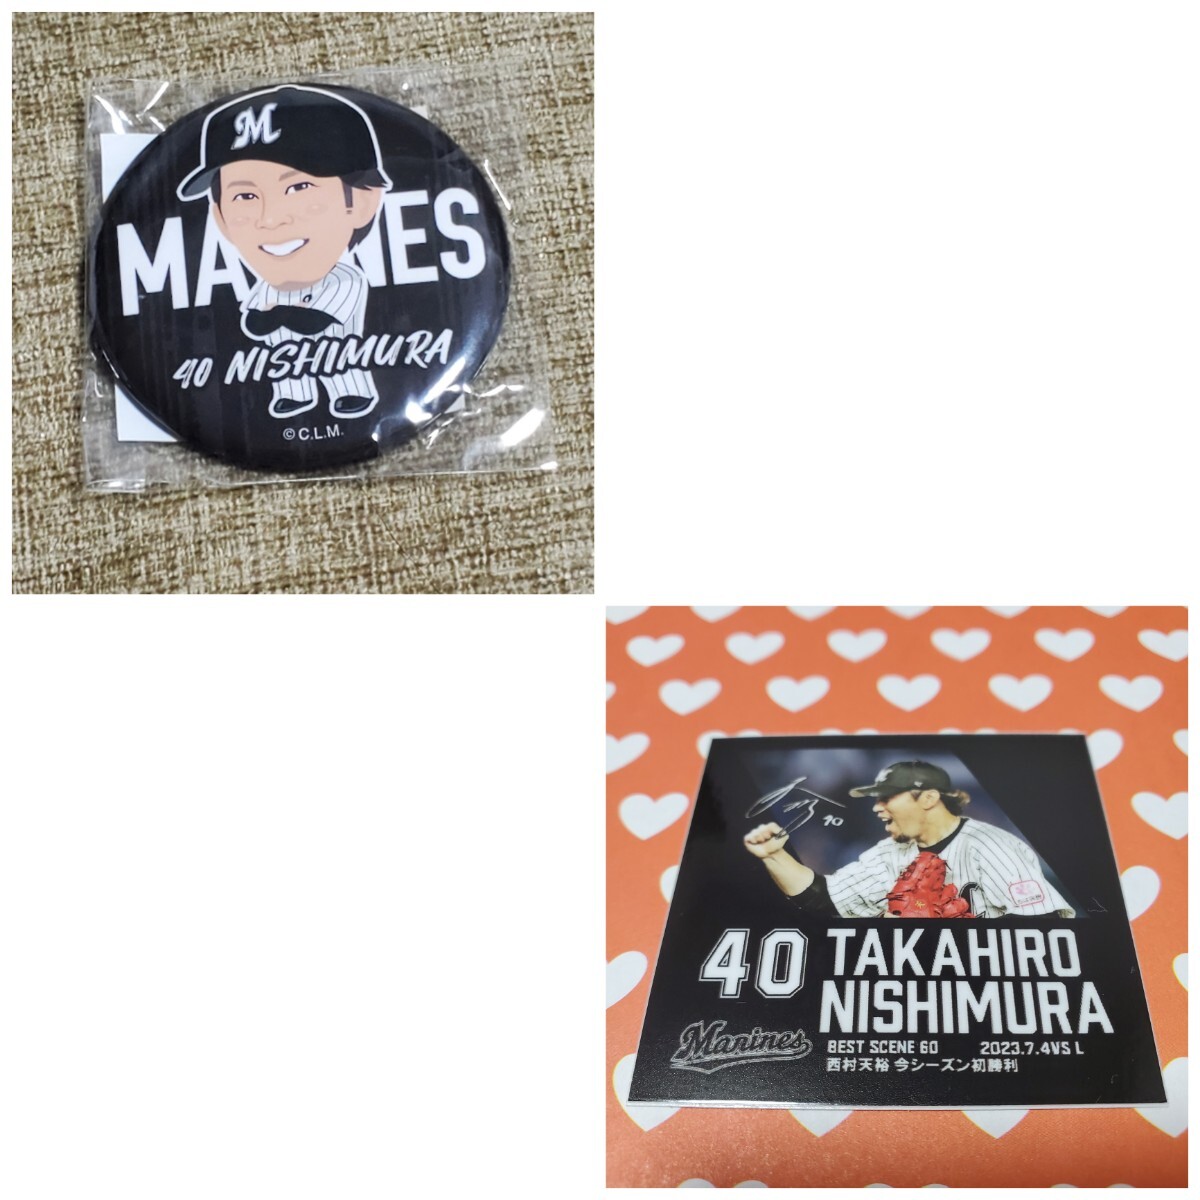 M
MARINES
40 NISHIMURA
©C.L.M.
40
40 TAKAHIRO
NISHIMURA
Marines
BEST SCENE 60 2023.7.4VS L
西村天裕 今シーズン初勝利